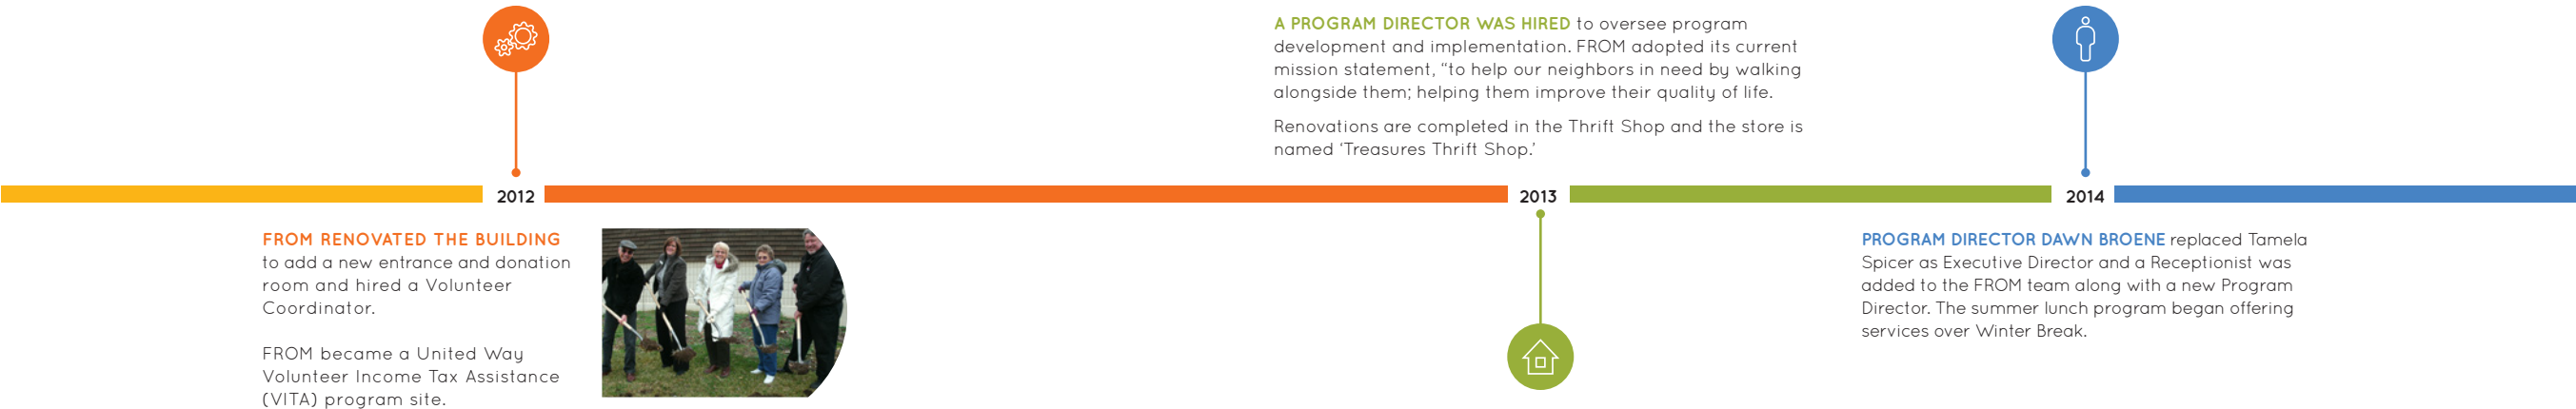 2012
FROM RENOVATED THE BUILDING
to add a new entrance and donation
room and hired a Volunteer
Coordinator.
FROM became a United Way
Volunteer Income Tax Assistance
(VITA) program site.
A PROGRAM DIRECTOR WAS HIRED to oversee program
development and implementation. FROM adopted its current
mission statement, “to help our neighbors in need by walking
alongside them; helping them improve their quality of life.
Renovations are completed in the Thrift Shop and the store is
named ‘Treasures Thrift Shop.’
2013
2014
PROGRAM DIRECTOR DAWN BROENE replaced Tamela
Spicer as Executive Director and a Receptionist was
added to the FROM team along with a new Program
Director. The summer lunch program began offering
services over Winter Break.